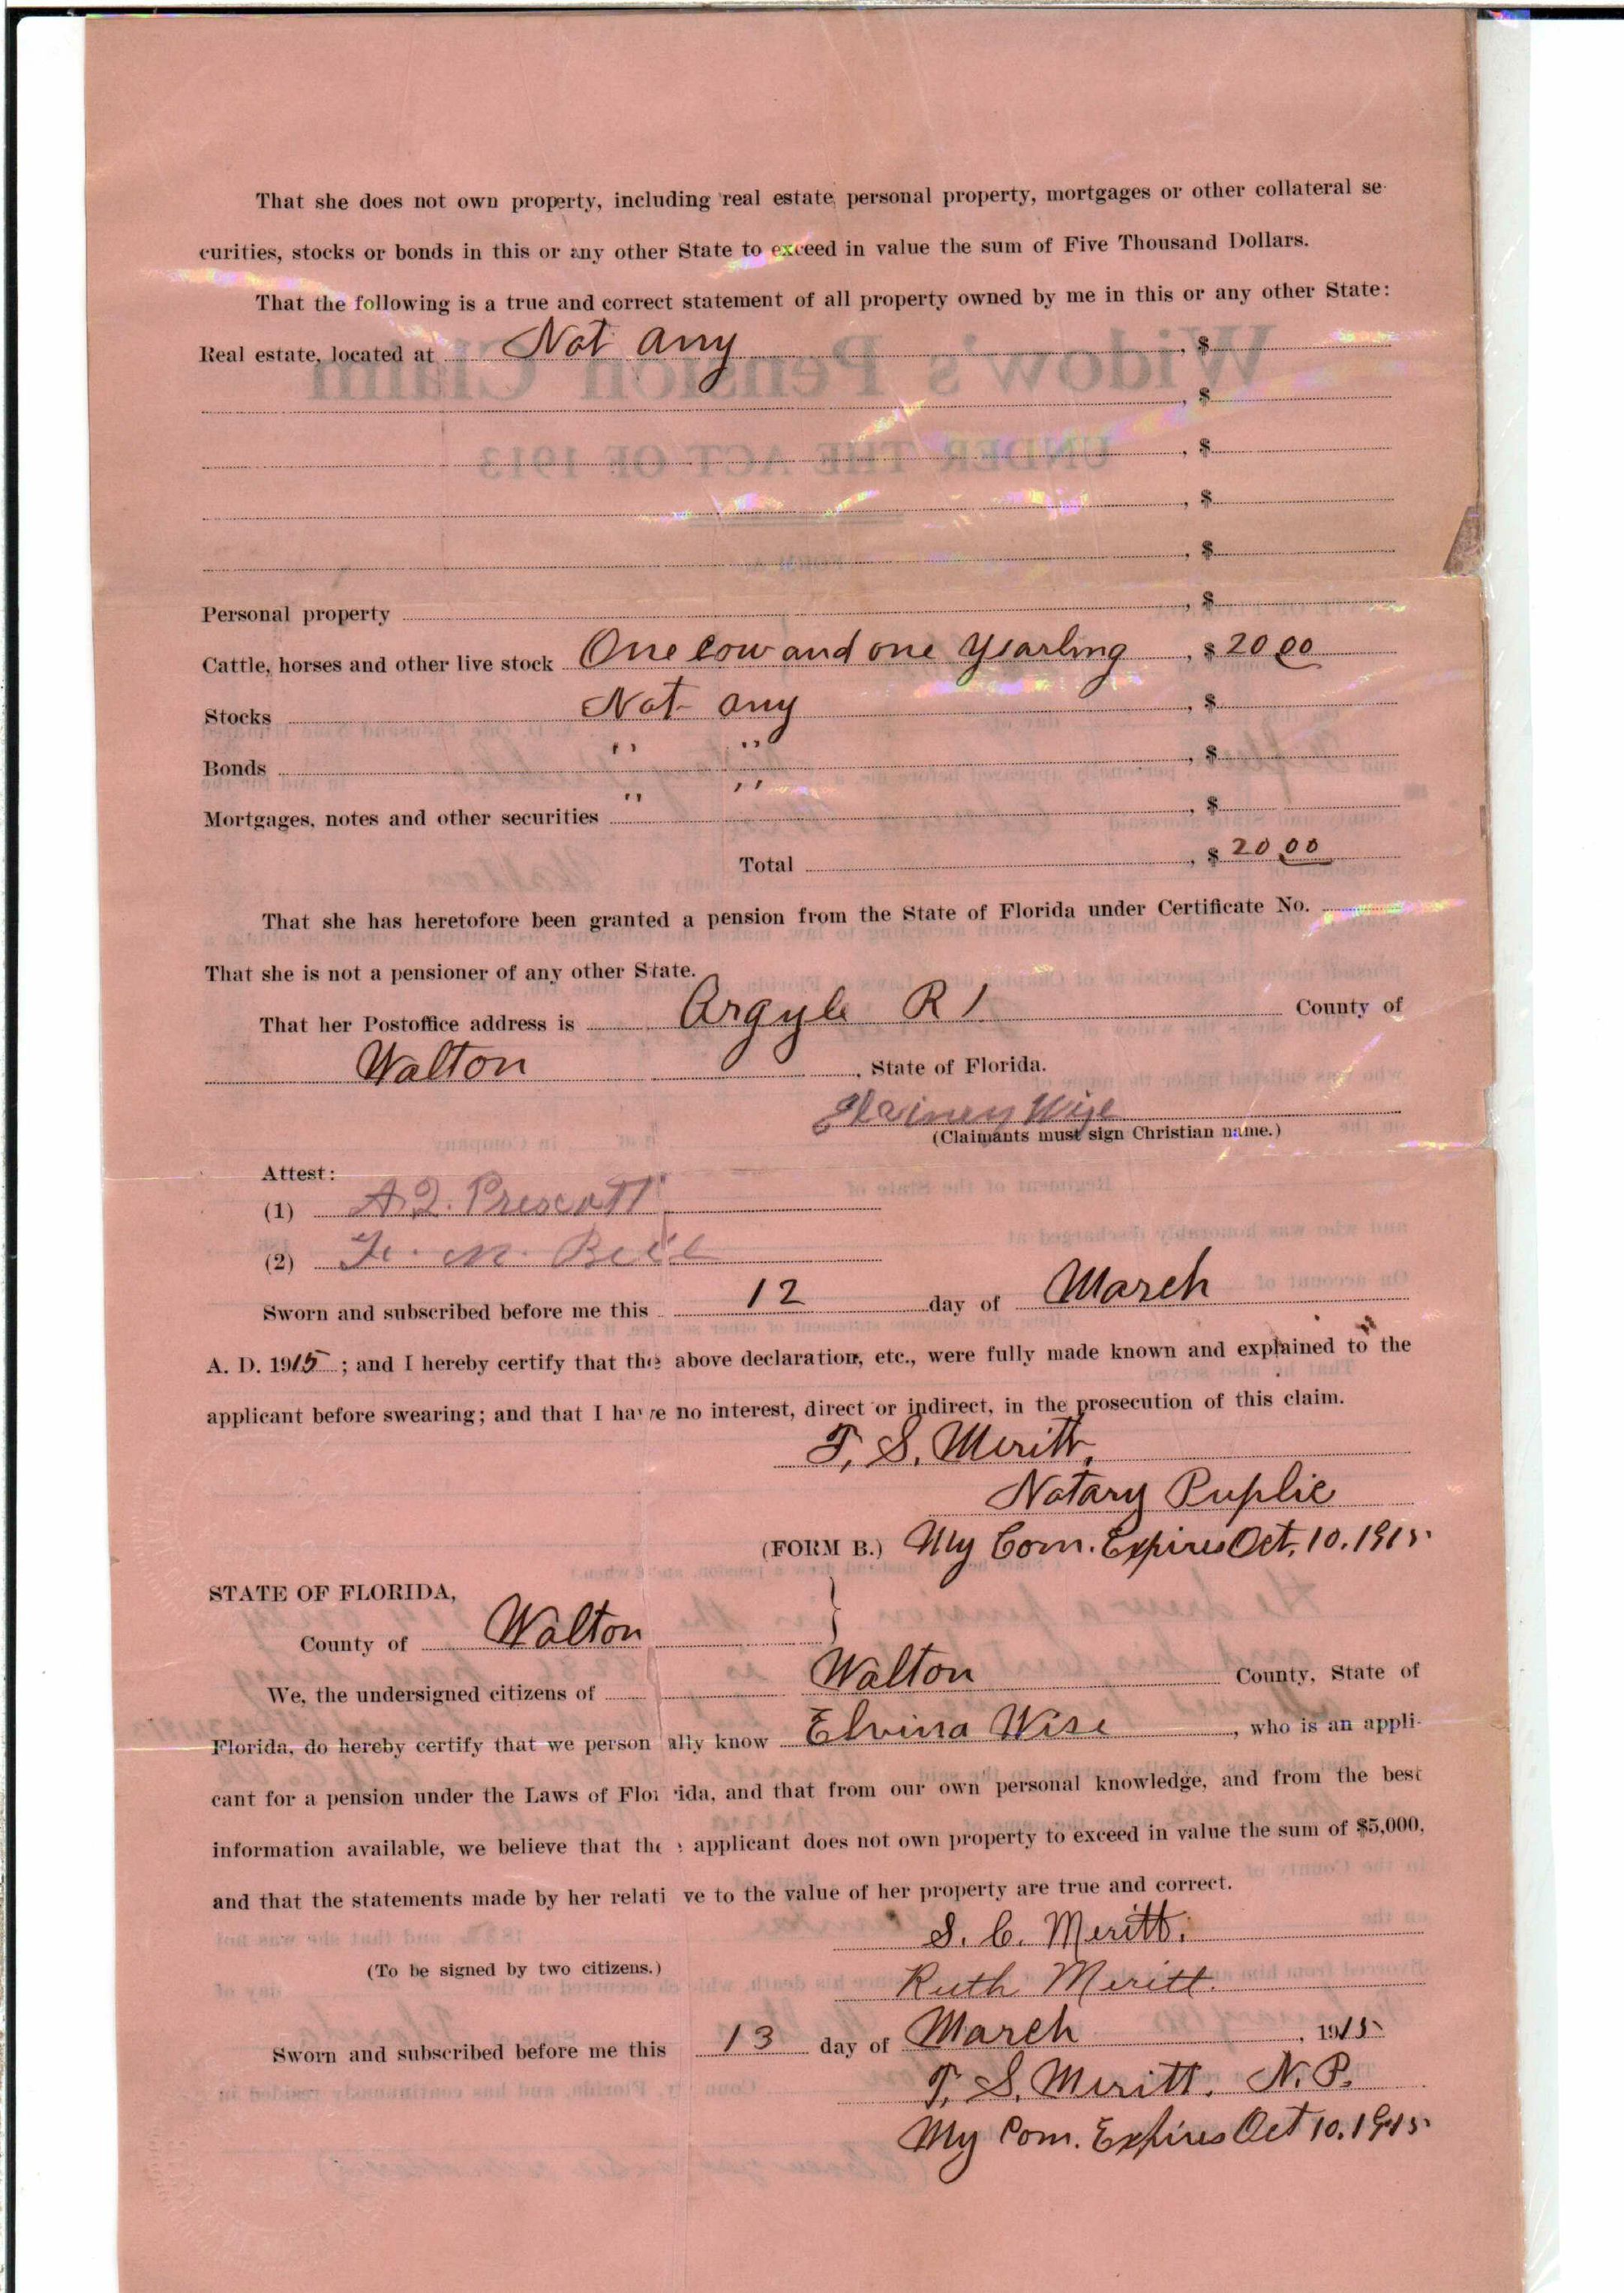 That she does not own property, including real estate, personal property, mortgages or other collateral se-
curities, stocks or bonds in this or any other State to exceed in value the sum of Five Thousand Dollars.
That the following is a true and correct statement of all property owned by me in this or any other State:
Real estate, located at Not any , $
, $
, $
, $
, $
Personal property , $
Cattle, horses and other live stock One Cow and one Yearling , $ 20 00
Stocks Not any , $
Bonds " " , $
Mortgages, notes and other securities " " , $
Total , $ 20 00
That she has heretofore been granted a pension from the State of Florida under Certificate No.
That she is not a pensioner of any other State.
That her Postoffice address is Argyle R 1 County of
Walton , State of Florida.
Wise
(Claimants must sign Christian name.)
Attest:
(1) Prescott
(2) M. Bell
Sworn and subscribed before me this 12 day of March
A. D. 1915 ; and I hereby certify that the above declaration, etc., were fully made known and explained to the
applicant before swearing; and that I have no interest, direct or indirect, in the prosecution of this claim.
T. S. Meritt,
Notary Puplic
(FORM B.) My Com. Expires Oct. 10. 1915
STATE OF FLORIDA,
County of Walton }
We, the undersigned citizens of Walton County, State of
Florida, do hereby certify that we personally know Elvina Wise , who is an appli-
cant for a pension under the Laws of Florida, and that from our own personal knowledge, and from the best
information available, we believe that the applicant does not own property to exceed in value the sum of $5,000,
and that the statements made by her relative to the value of her property are true and correct.
S. C. Meritt.
(To be signed by two citizens.)
Ruth Meritt.
Sworn and subscribed before me this 13 day of March , 1915
T. S. Meritt. N. P.
My Com. Expires Oct 10. 1915